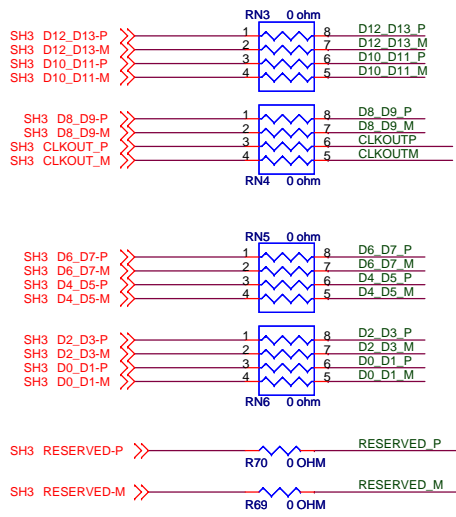 RN3 0 ohm
SH3 D12_D13-P 1 8 D12_D13_P
SH3 D12_D13-M 2 7 D12_D13_M
SH3 D10_D11-P 3 6 D10_D11_P
SH3 D10_D11-M 4 5 D10_D11_M
SH3 D8_D9-P 1 8 D8_D9_P
SH3 D8_D9-M 2 7 D8_D9_M
SH3 CLKOUT_P 3 6 CLKOUTP
SH3 CLKOUT_M 4 5 CLKOUTM
RN4 0 ohm
RN5 0 ohm
SH3 D6_D7-P 1 8 D6_D7_P
SH3 D6_D7-M 2 7 D6_D7_M
SH3 D4_D5-P 3 6 D4_D5_P
SH3 D4_D5-M 4 5 D4_D5_M
SH3 D2_D3-P 1 8 D2_D3_P
SH3 D2_D3-M 2 7 D2_D3_M
SH3 D0_D1-P 3 6 D0_D1_P
SH3 D0_D1-M 4 5 D0_D1_M
RN6 0 ohm
SH3 RESERVED-P RESERVED_P
R70 0 OHM
SH3 RESERVED-M RESERVED_M
R69 0 OHM